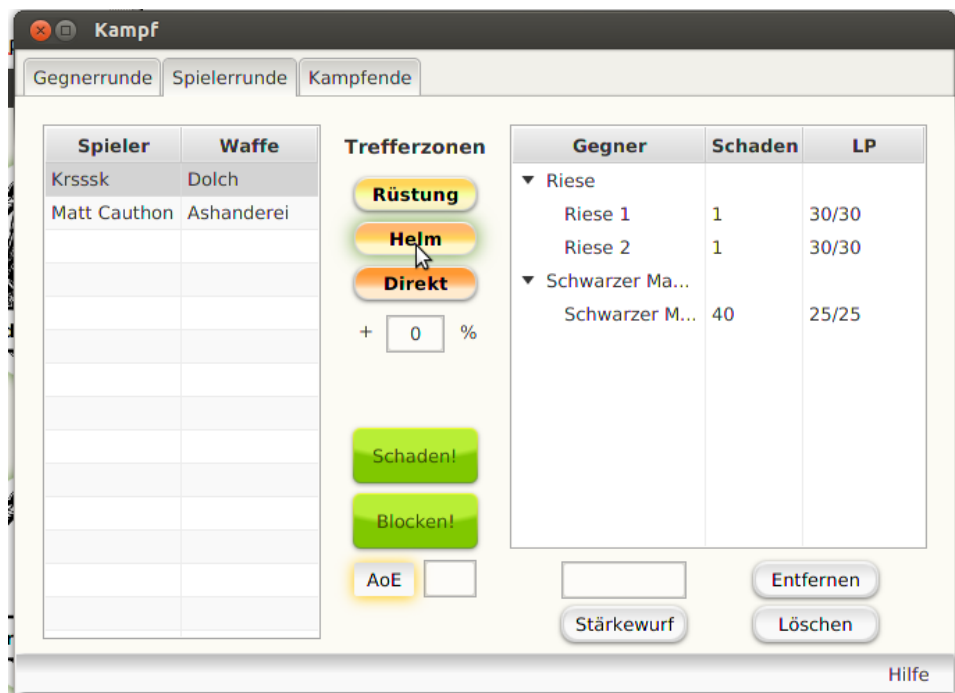 Kampf
Gegnerrunde Spielerrunde Kampfende
Spieler Waffe
Krsssk Dolch
Matt Cauthon Ashanderei
Trefferzonen
Rüstung
Helm
Direkt
+ 0 %
Schaden!
Blocken!
AoE
Gegner Schaden LP
Riese
Riese 1 1 30/30
Riese 2 1 30/30
Schwarzer Ma...
Schwarzer M... 40 25/25
Entfernen
Stärkewurf Löschen
Hilfe